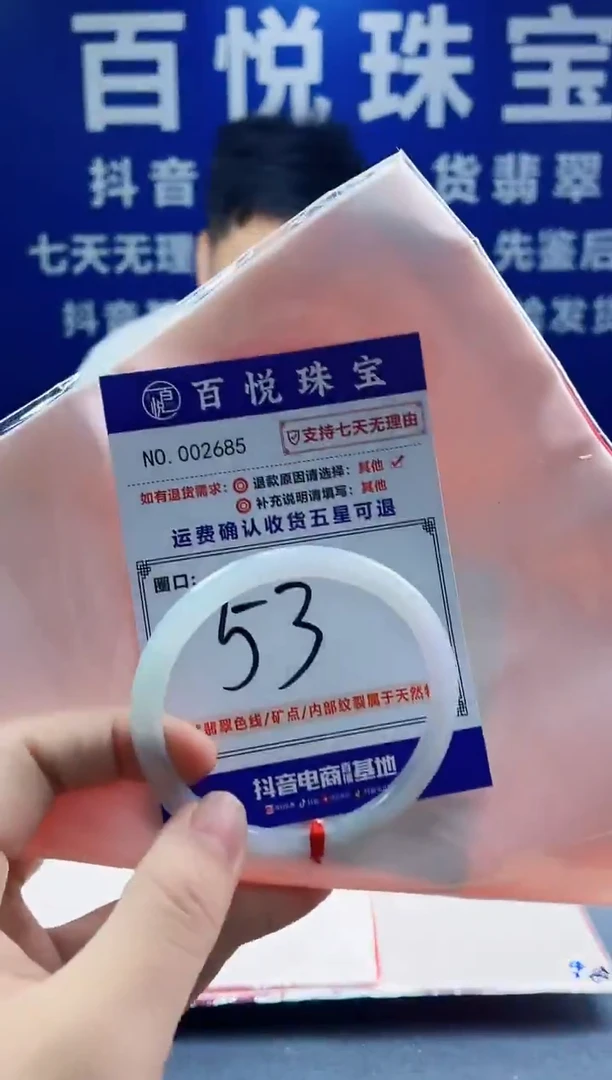 百悦珠宝
抖音 货翡翠
七天无理 先鉴后
抖音 发货
百悦珠宝
NO.002685
支持七天无理由
如有退货需求: 退款原因请选择: 其他
补充说明请填写: 其他
运费确认收货五星可退
圈口:
53
翡翠色线/矿点/内部纹裂属于天然
抖音电商直播基地